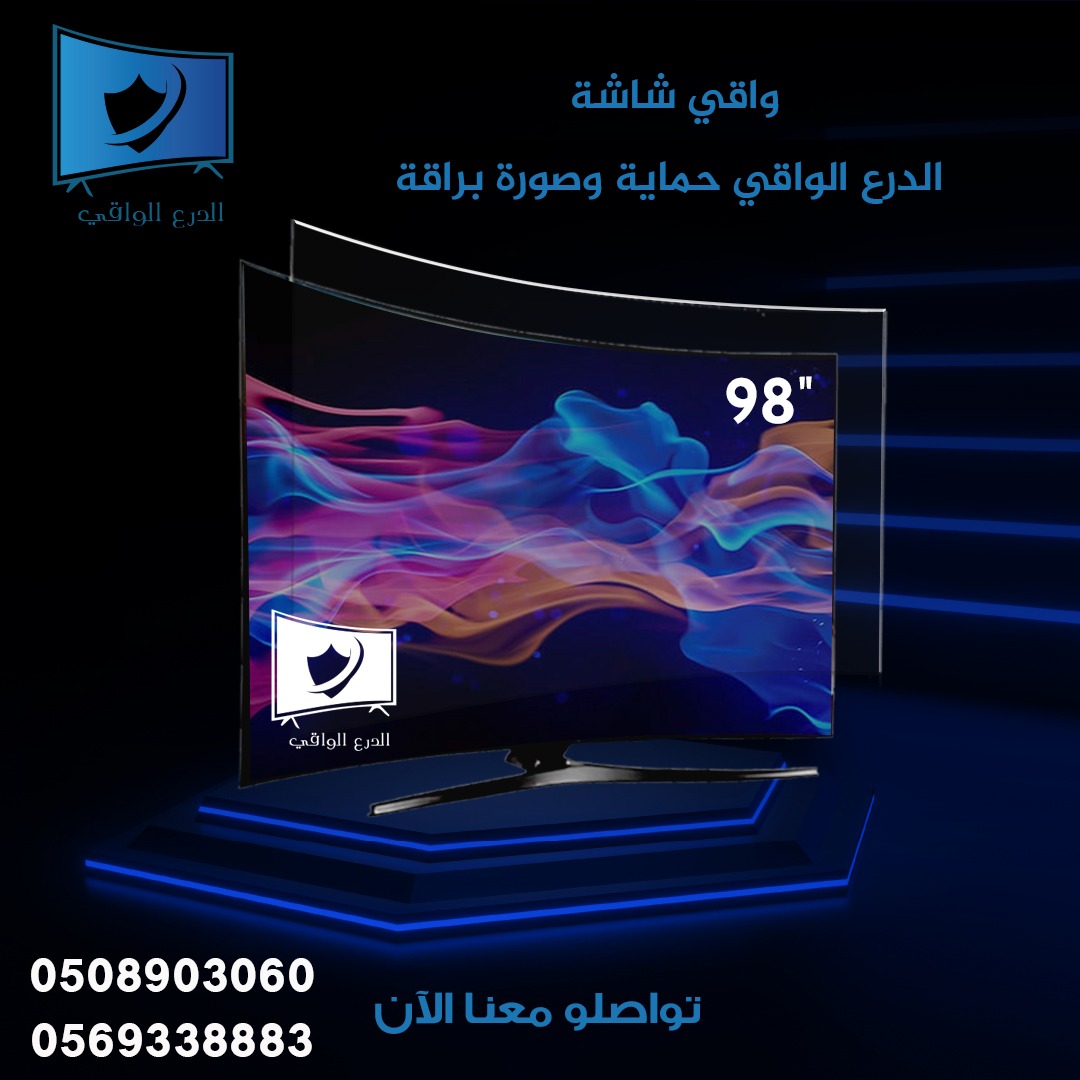 واقي شاشة
الدرع الواقي حماية وصورة براقة
الدرع الواقي
98"
الدرع الواقي
0508903060
تواصلو معنا الآن
0569338883